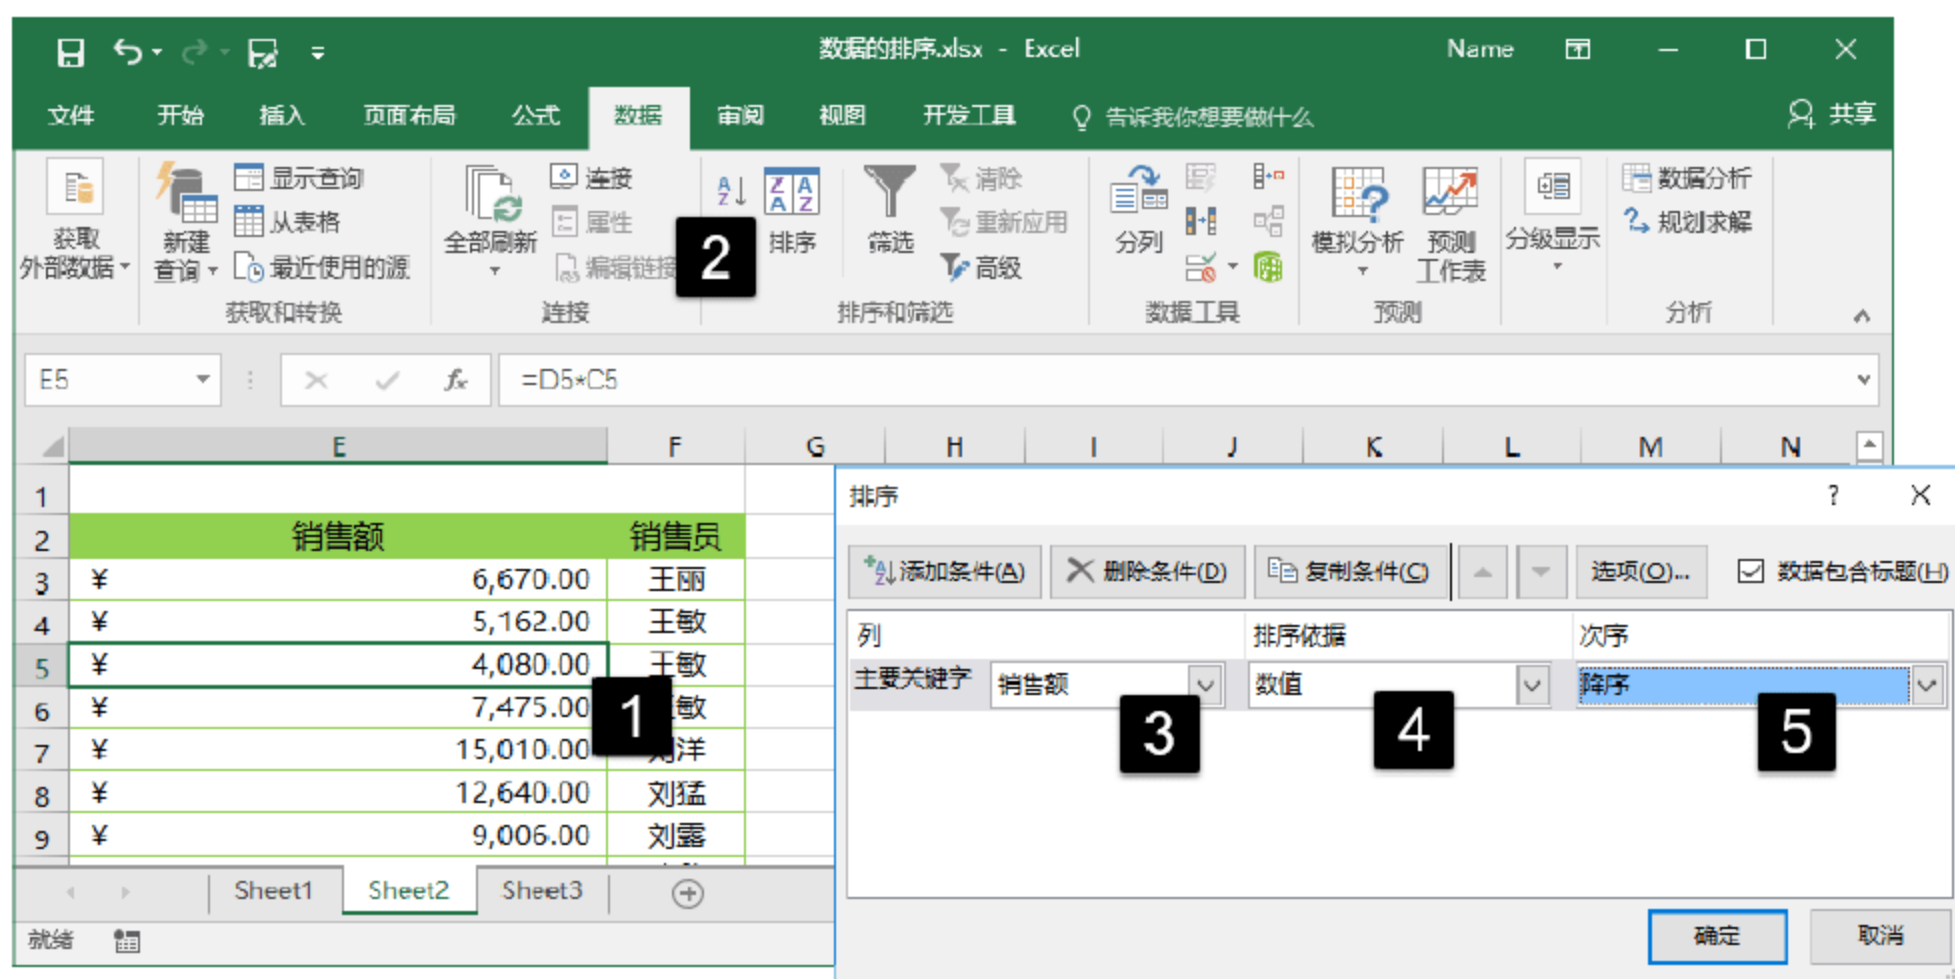 数据的排序.xlsx - Excel
Name
文件 开始 插入 页面布局 公式 数据 审阅 视图 开发工具 告诉我你想要做什么 共享
获取
外部数据
新建
查询
显示查询
从表格
最近使用的源
获取和转换
全部刷新
连接
属性
编辑链接
连接
2
排序
筛选
清除
重新应用
高级
排序和筛选
分列
数据工具
模拟分析
预测
工作表
预测
分级显示
数据分析
规划求解
分析
E5 fx =D5*C5
E F G H I J K L M N
1
2 销售额 销售员
3 ¥ 6,670.00 王丽
4 ¥ 5,162.00 王敏
5 ¥ 4,080.00 王敏
6 ¥ 7,475.00 敏
7 ¥ 15,010.00 刘洋
8 ¥ 12,640.00 刘猛
9 ¥ 9,006.00 刘露
1
Sheet1 Sheet2 Sheet3
就绪
排序 ?
添加条件(A) 删除条件(D) 复制条件(C) 选项(O)... 数据包含标题(H)
列 排序依据 次序
主要关键字 销售额 数值 降序
3 4 5
确定 取消